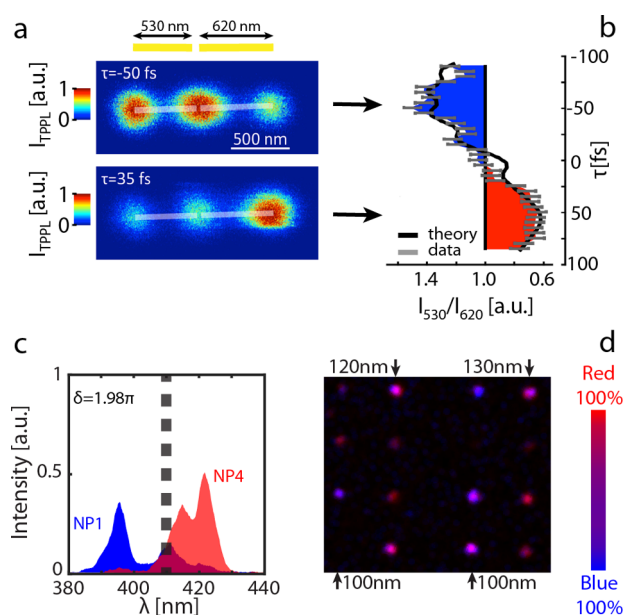 a
530 nm
620 nm
I_TPPL [a.u.]
1
0
τ=-50 fs
500 nm
I_TPPL [a.u.]
1
0
τ=35 fs
b
-100
-50
0
50
100
τ[fs]
theory
data
1.4
1.0
0.6
I_530/I_620 [a.u.]
c
Intensity [a.u.]
1
0.5
0
δ=1.98π
NP1
NP4
380
400
420
440
λ [nm]
d
120nm
130nm
100nm
100nm
Red
100%
Blue
100%